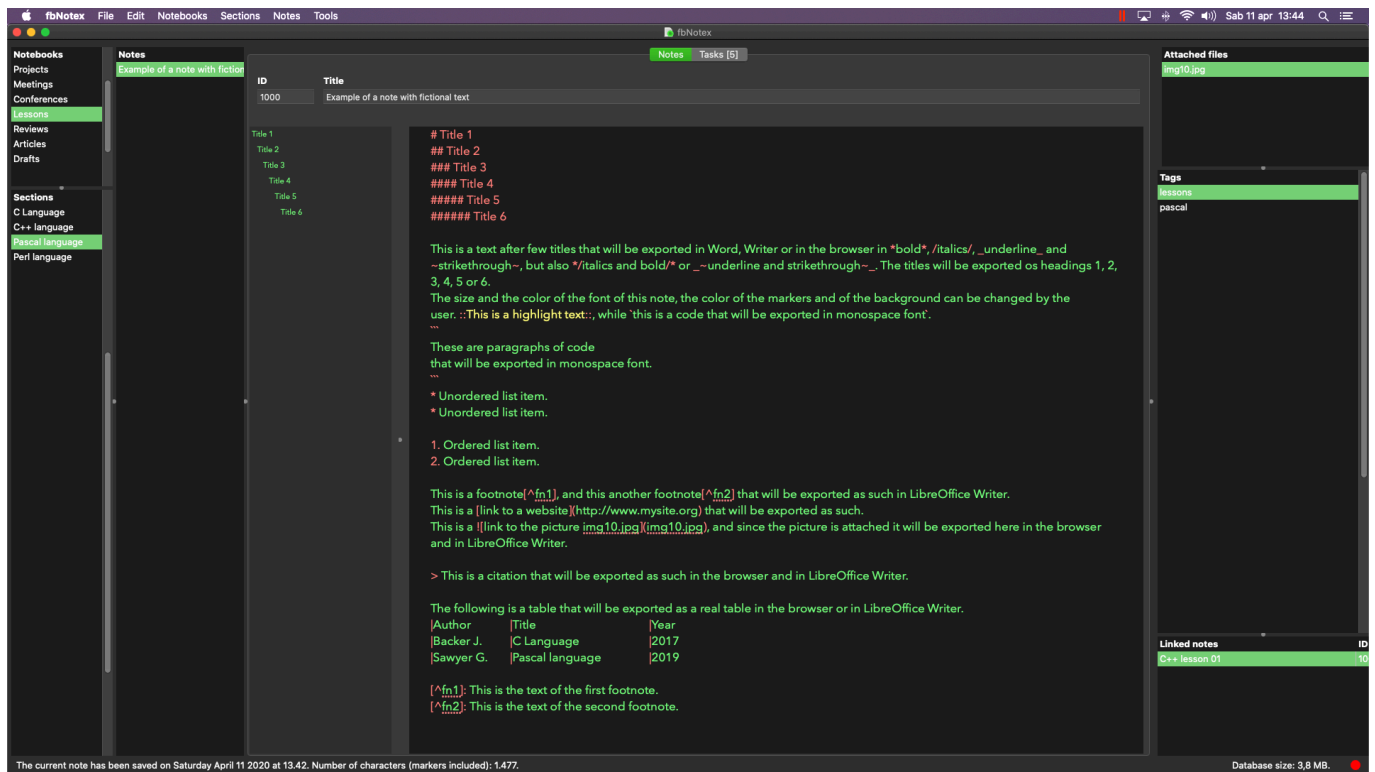 fbNotex File Edit Notebooks Sections Notes Tools
Sab 11 apr 13:44
fbNotex
Notebooks
Projects
Meetings
Conferences
Lessons
Reviews
Articles
Drafts
Sections
C Language
C++ language
Pascal language
Perl language
Notes
Example of a note with fiction
Notes Tasks [5]
ID Title
1000 Example of a note with fictional text
Title 1
Title 2
Title 3
Title 4
Title 5
Title 6
# Title 1
## Title 2
### Title 3
#### Title 4
##### Title 5
###### Title 6
This is a text after few titles that will be exported in Word, Writer or in the browser in *bold*, /italics/, _underline_ and
~strikethrough~, but also */italics and bold/* or _~underline and strikethrough~_. The titles will be exported os headings 1, 2,
3, 4, 5 or 6.
The size and the color of the font of this note, the color of the markers and of the background can be changed by the
user. ::This is a highlight text::, while `this is a code that will be exported in monospace font`.
```
These are paragraphs of code
that will be exported in monospace font.
```
* Unordered list item.
* Unordered list item.
1. Ordered list item.
2. Ordered list item.
This is a footnote[^fn1], and this another footnote[^fn2] that will be exported as such in LibreOffice Writer.
This is a [link to a website](http://www.mysite.org) that will be exported as such.
This is a ![link to the picture img10.jpg](img10.jpg), and since the picture is attached it will be exported here in the browser
and in LibreOffice Writer.
> This is a citation that will be exported as such in the browser and in LibreOffice Writer.
The following is a table that will be exported as a real table in the browser or in LibreOffice Writer.
|Author |Title |Year
|Backer J. |C Language |2017
|Sawyer G. |Pascal language |2019
[^fn1]: This is the text of the first footnote.
[^fn2]: This is the text of the second footnote.
Attached files
img10.jpg
Tags
lessons
pascal
Linked notes ID
C++ lesson 01 10
The current note has been saved on Saturday April 11 2020 at 13.42. Number of characters (markers included): 1.477.
Database size: 3,8 MB.